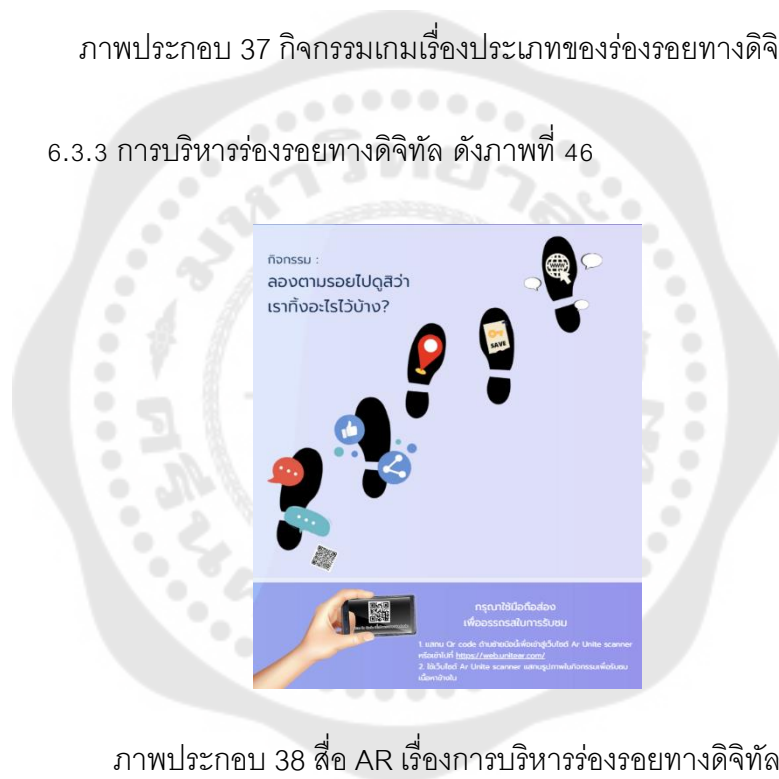 ภาพประกอบ 37 กิจกรรมเกมเรื่องประเภทของร่องรอยทางดิจิ
6.3.3 การบริหารร่องรอยทางดิจิทัล ดังภาพที่ 46
กิจกรรม :
ลองตามรอยไปดูสิว่า
เราทิ้งอะไรไว้บ้าง?
WWW
SAVE
กรุณาใช้มือถือส่อง
เพื่ออรรถรสในการรับชม
1. แสกน Qr code ด้านซ้ายมือนี้เพื่อเข้าสู่เว็บไซต์ Ar Unite scanner
หรือเข้าไปที่ https://web.unitear.com/
2. ใช้เว็บไซต์ Ar Unite scanner แสกนรูปภาพในกิจกรรมเพื่อรับชม
เนื้อหาข้างใน
ภาพประกอบ 38 สื่อ AR เรื่องการบริหารร่องรอยทางดิจิทัล